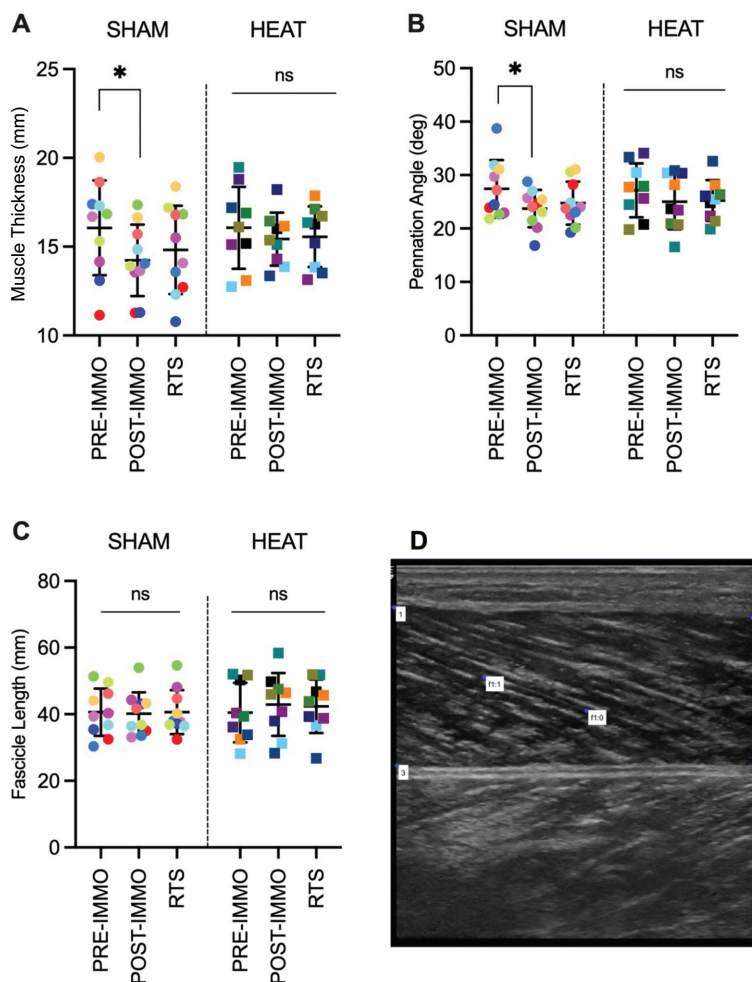 A
SHAM HEAT
Muscle Thickness (mm)
25
20
15
10
*
ns
PRE-IMMO
POST-IMMO
RTS
PRE-IMMO
POST-IMMO
RTS
B
SHAM HEAT
Pennation Angle (deg)
50
40
30
20
10
0
*
ns
PRE-IMMO
POST-IMMO
RTS
PRE-IMMO
POST-IMMO
RTS
C
SHAM HEAT
Fascicle Length (mm)
80
60
40
20
0
ns
ns
PRE-IMMO
POST-IMMO
RTS
PRE-IMMO
POST-IMMO
RTS
D
1
f1:1
f1:0
3